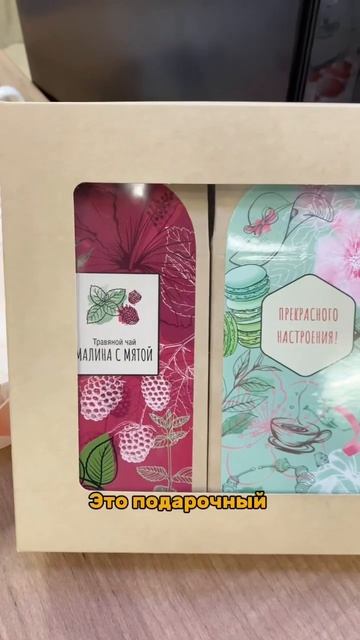 Травяной чай
МАЛИНА С МЯТОЙ
ПРЕКРАСНОГО
НАСТРОЕНИЯ!
Это подарочный